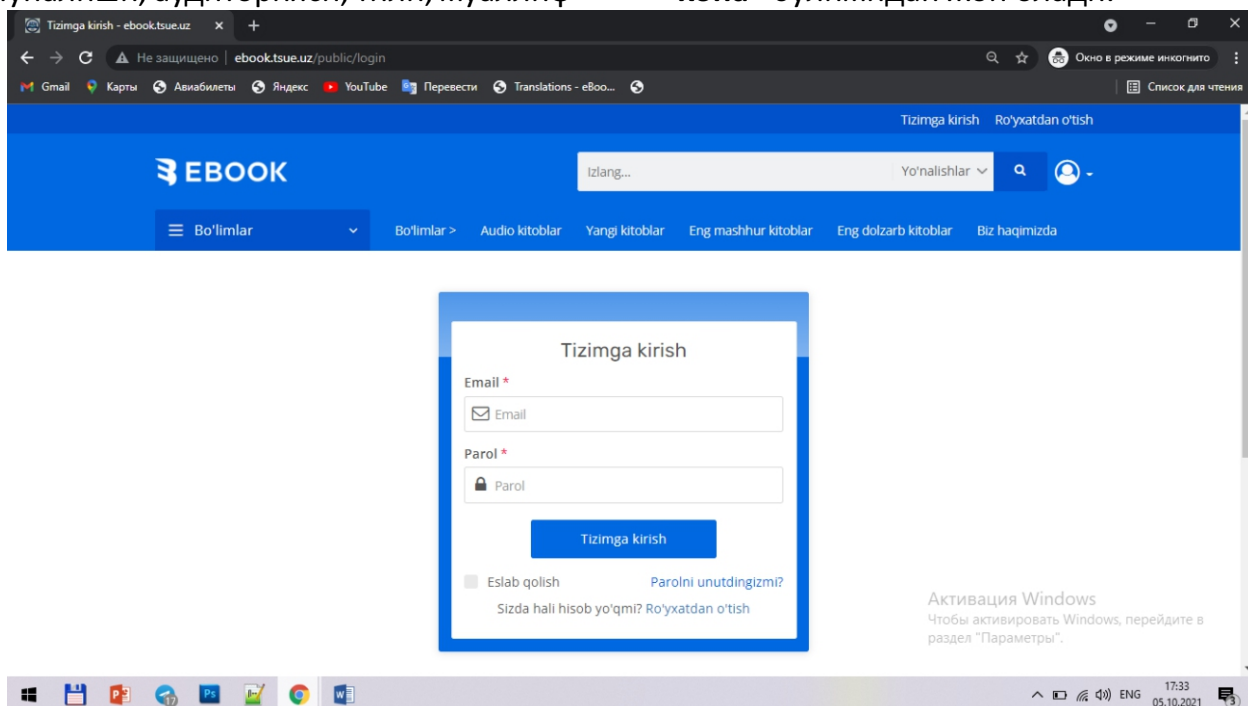 Tizimga kirish - ebook.tsue.uz
Не защищено | ebook.tsue.uz/public/login Окно в режиме инкогнито
Gmail Карты Авиабилеты Яндекс YouTube Перевести Translations - eBoo... Список для чтения
Tizimga kirish Ro'yxatdan o'tish
EBOOK Izlang... Yo'nalishlar
Bo'limlar Bo'limlar > Audio kitoblar Yangi kitoblar Eng mashhur kitoblar Eng dolzarb kitoblar Biz haqimizda
Tizimga kirish
Email *
Email
Parol *
Parol
Tizimga kirish
Eslab qolish Parolni unutdingizmi?
Sizda hali hisob yo'qmi? Ro'yxatdan o'tish
Активация Windows
Чтобы активировать Windows, перейдите в
раздел "Параметры".
ENG 17:33
05.10.2021